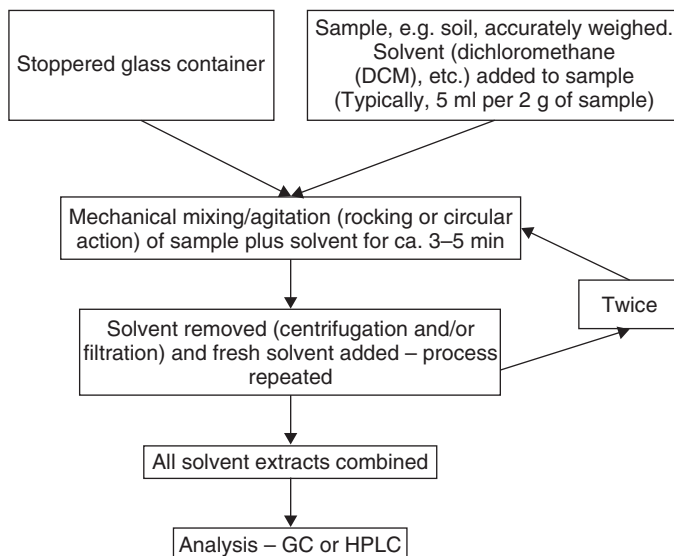 Stoppered glass container
Sample, e.g. soil, accurately weighed.
Solvent (dichloromethane
(DCM), etc.) added to sample
(Typically, 5 ml per 2 g of sample)
Mechanical mixing/agitation (rocking or circular
action) of sample plus solvent for ca. 3–5 min
Twice
Solvent removed (centrifugation and/or
filtration) and fresh solvent added – process
repeated
All solvent extracts combined
Analysis – GC or HPLC